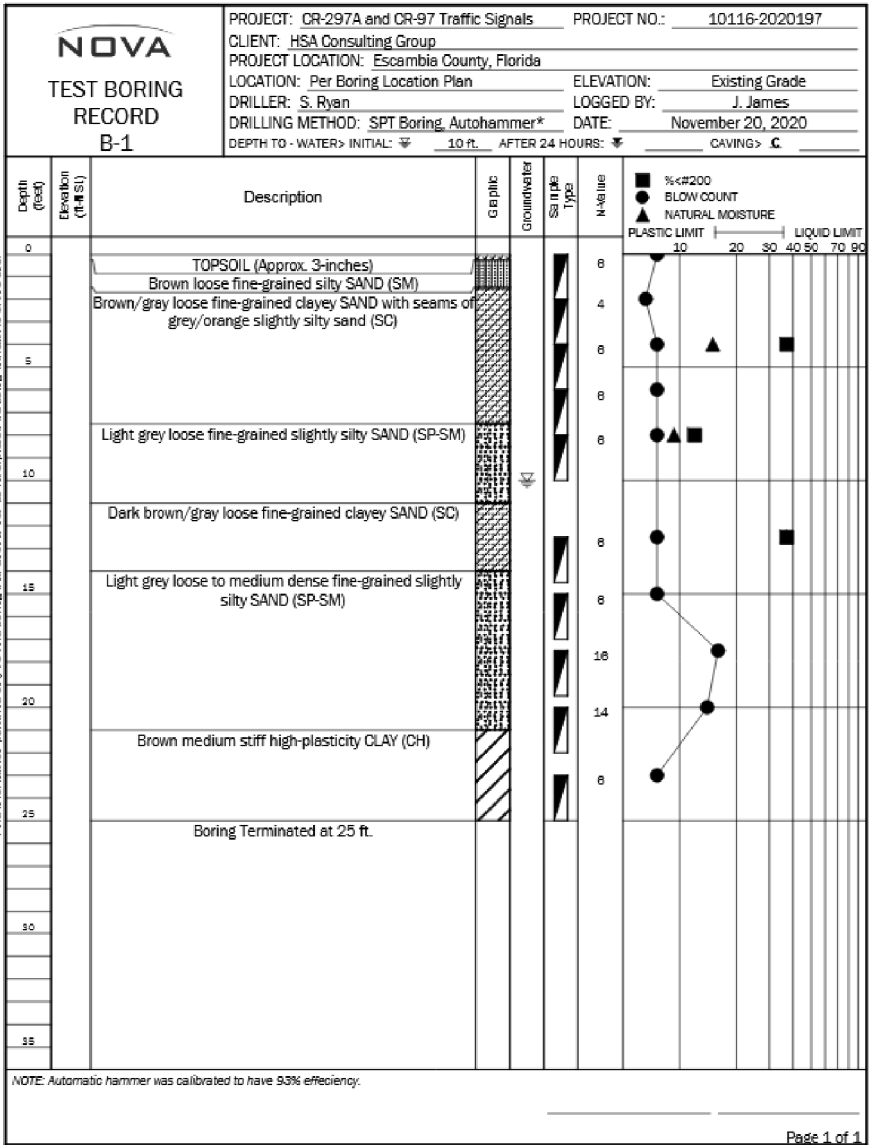 NOVA
TEST BORING
RECORD
B-1
PROJECT: CR-297A and CR-97 Traffic Signals PROJECT NO.: 10116-2020197
CLIENT: HSA Consulting Group
PROJECT LOCATION: Escambia County, Florida
LOCATION: Per Boring Location Plan ELEVATION: Existing Grade
DRILLER: S. Ryan LOGGED BY: J. James
DRILLING METHOD: SPT Boring, Autohammer* DATE: November 20, 2020
DEPTH TO - WATER> INITIAL: 10 ft. AFTER 24 HOURS: CAVING> C
Depth (feet)
Elevation (ft-MSL)
Description
Graphic
Groundwater
Sample Type
N-Value
%<#200
BLOW COUNT
NATURAL MOISTURE
PLASTIC LIMIT LIQUID LIMIT
10 20 30 40 50 70 90
0
TOPSOIL (Approx. 3-inches) 6
Brown loose fine-grained silty SAND (SM)
Brown/gray loose fine-grained clayey SAND with seams of 4
grey/orange slightly silty sand (SC)
6
5
6
Light grey loose fine-grained slightly silty SAND (SP-SM) 6
10
Dark brown/gray loose fine-grained clayey SAND (SC)
6
15
Light grey loose to medium dense fine-grained slightly
silty SAND (SP-SM) 6
16
20
14
Brown medium stiff high-plasticity CLAY (CH)
6
25
Boring Terminated at 25 ft.
30
35
NOTE: Automatic hammer was calibrated to have 93% effeciency.
Page 1 of 1